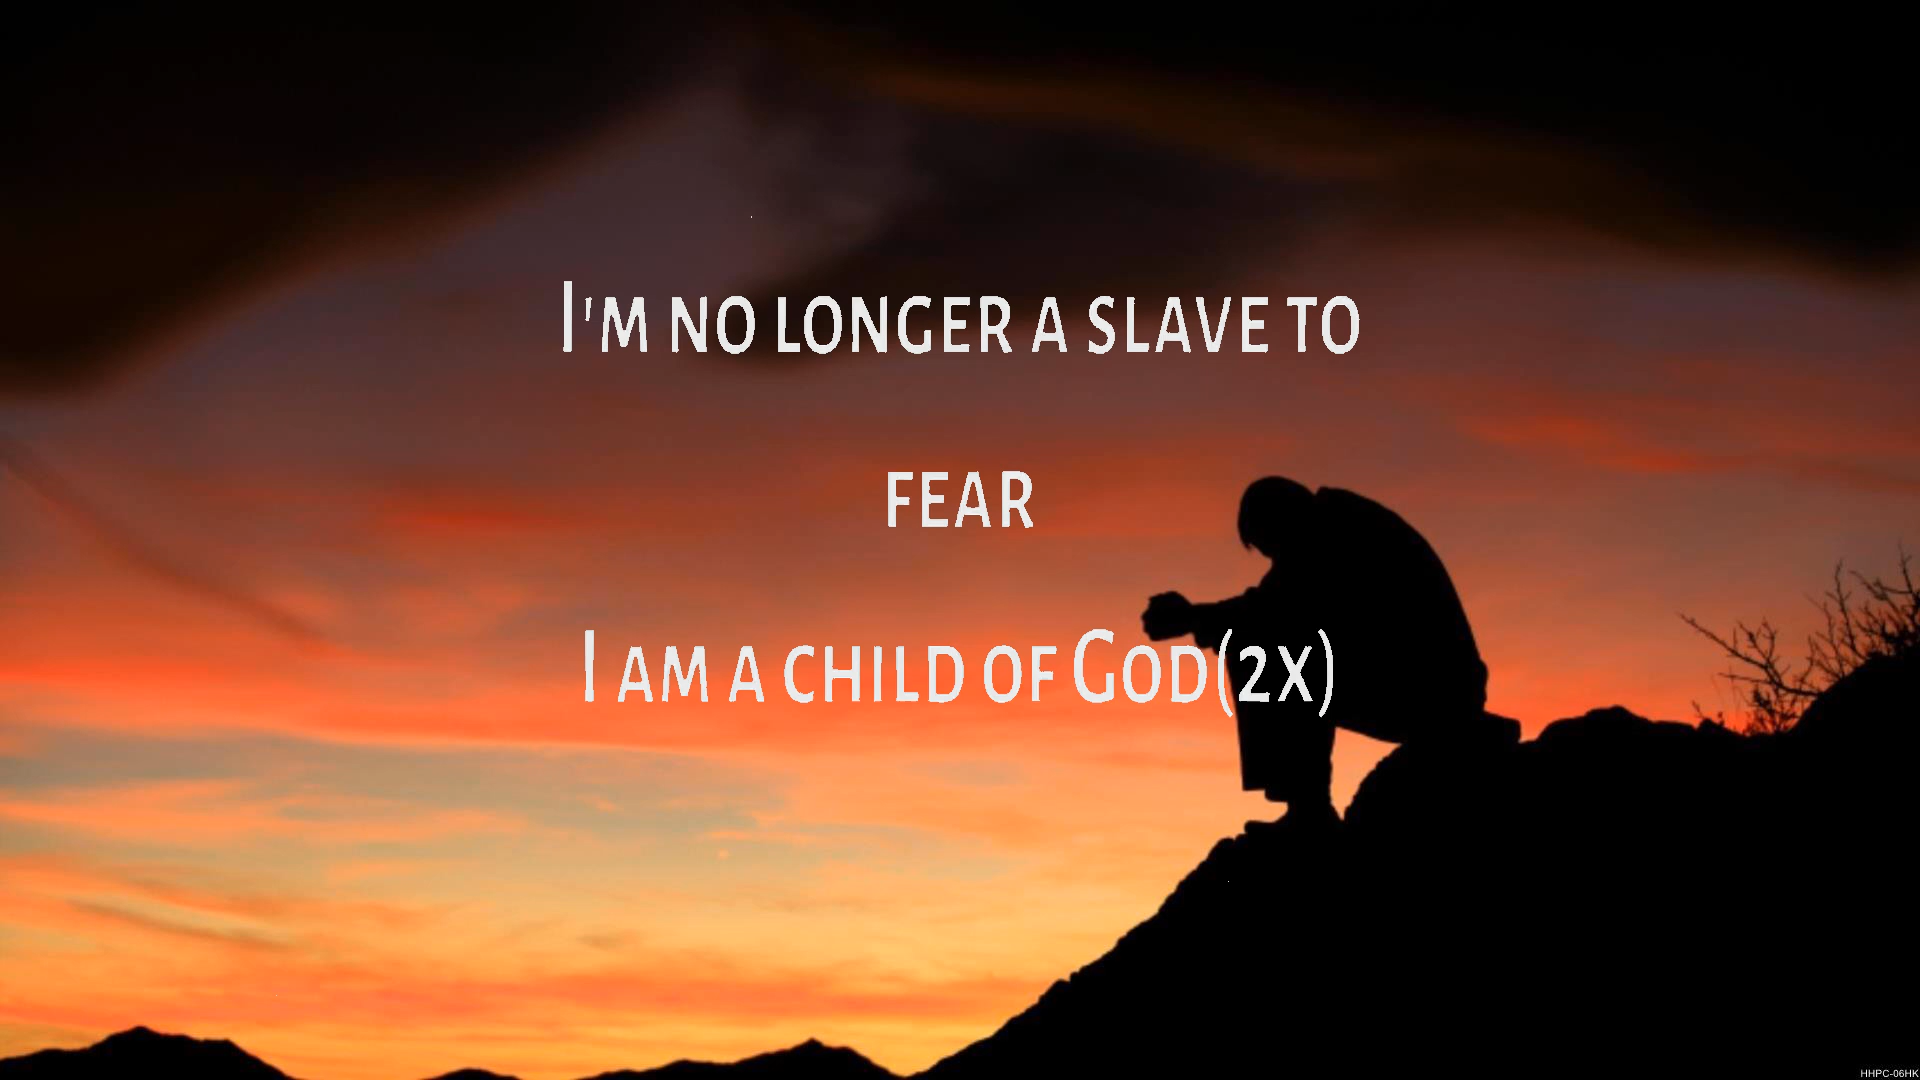 I'm no longer a slave to
fear
I am a child of God(2x)
HHPC-06HK